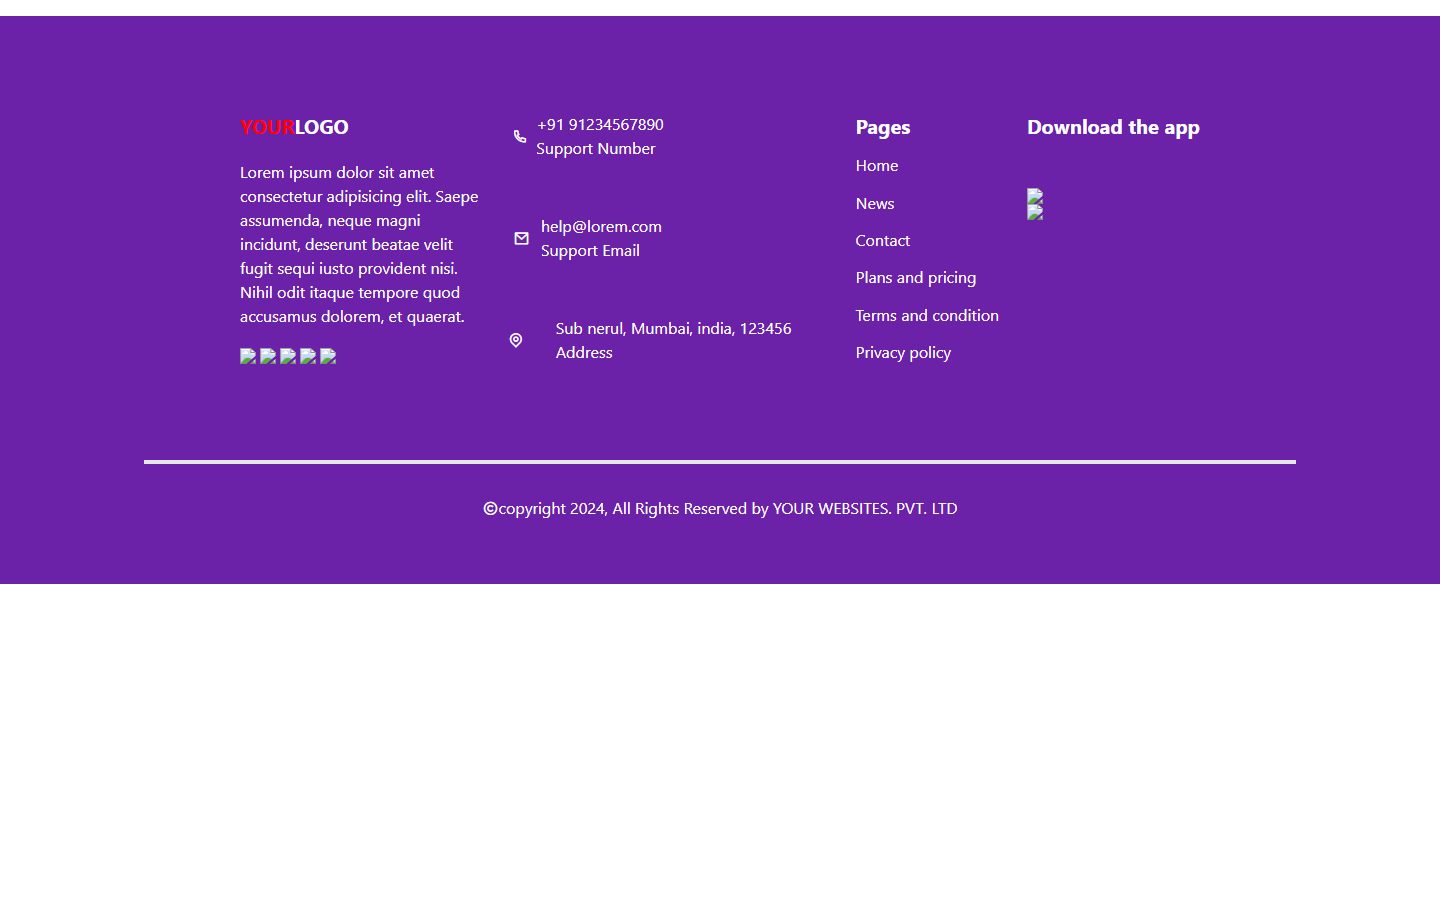 YOURLOGO
Lorem ipsum dolor sit amet
consectetur adipisicing elit. Saepe
assumenda, neque magni
incidunt, deserunt beatae velit
fugit sequi iusto provident nisi.
Nihil odit itaque tempore quod
accusamus dolorem, et quaerat.
+91 91234567890
Support Number
help@lorem.com
Support Email
Sub nerul, Mumbai, india, 123456
Address
Pages
Home
News
Contact
Plans and pricing
Terms and condition
Privacy policy
Download the app
©copyright 2024, All Rights Reserved by YOUR WEBSITES. PVT. LTD